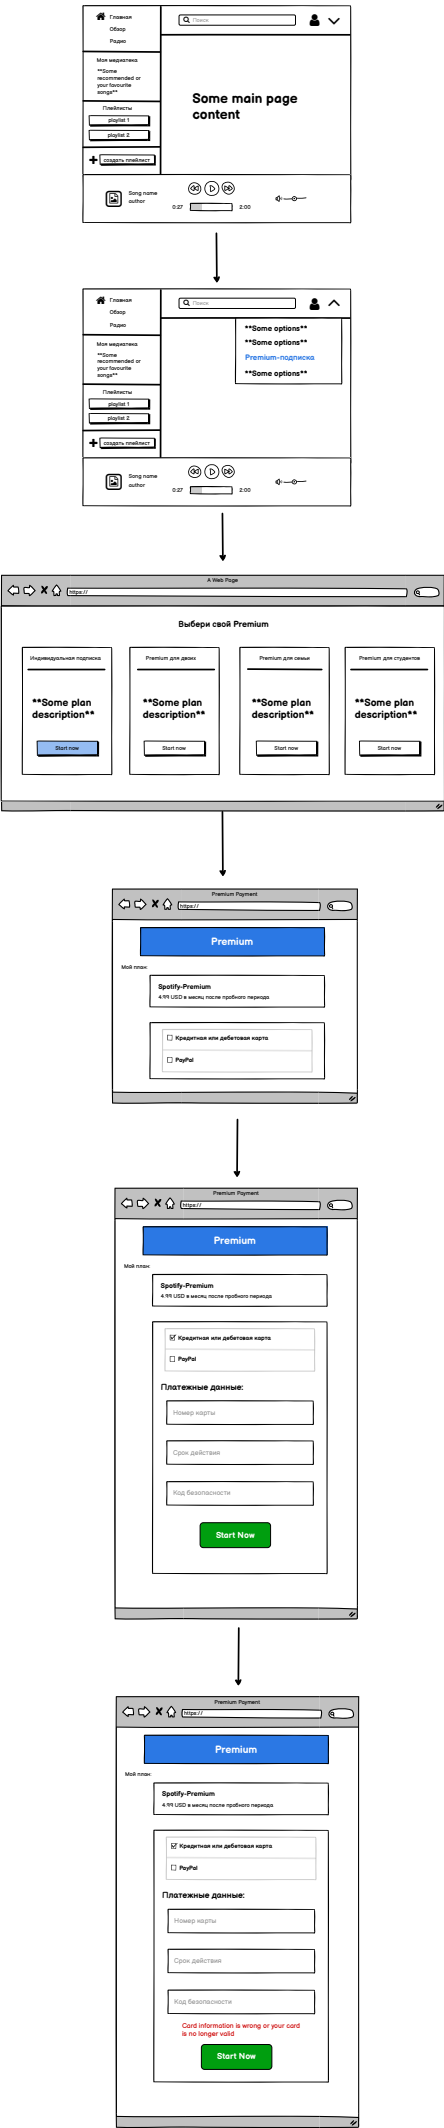 Главная
Поиск
Обзор
Радио
Моя медиатека
**Some
recommended or
your favourite
songs**
Some main page
content
Плейлисты
playlist 1
playlist 2
создать плейлист
Song name
author
0:27
2:00
Главная
Поиск
Обзор
Радио
**Some options**
**Some options**
Premium-подписка
**Some options**
Моя медиатека
**Some
recommended or
your favourite
songs**
Плейлисты
playlist 1
playlist 2
создать плейлист
Song name
author
0:27
2:00
A Web Page
https://
Выбери свой Premium
Индивидуальная подписка
Premium для двоих
Premium для семьи
Premium для студентов
**Some plan
description**
**Some plan
description**
**Some plan
description**
**Some plan
description**
Start now
Start now
Start now
Start now
Premium Payment
https://
Premium
Мой план:
Spotify-Premium
4.99 USD в месяц после пробного периода
Кредитная или дебетовая карта
PayPal
Premium Payment
https://
Premium
Мой план:
Spotify-Premium
4.99 USD в месяц после пробного периода
Кредитная или дебетовая карта
PayPal
Платежные данные:
Номер карты
Срок действия
Код безопасности
Start Now
Premium Payment
https://
Premium
Мой план:
Spotify-Premium
4.99 USD в месяц после пробного периода
Кредитная или дебетовая карта
PayPal
Платежные данные:
Номер карты
Срок действия
Код безопасности
Card information is wrong or your card
is no longer valid
Start Now